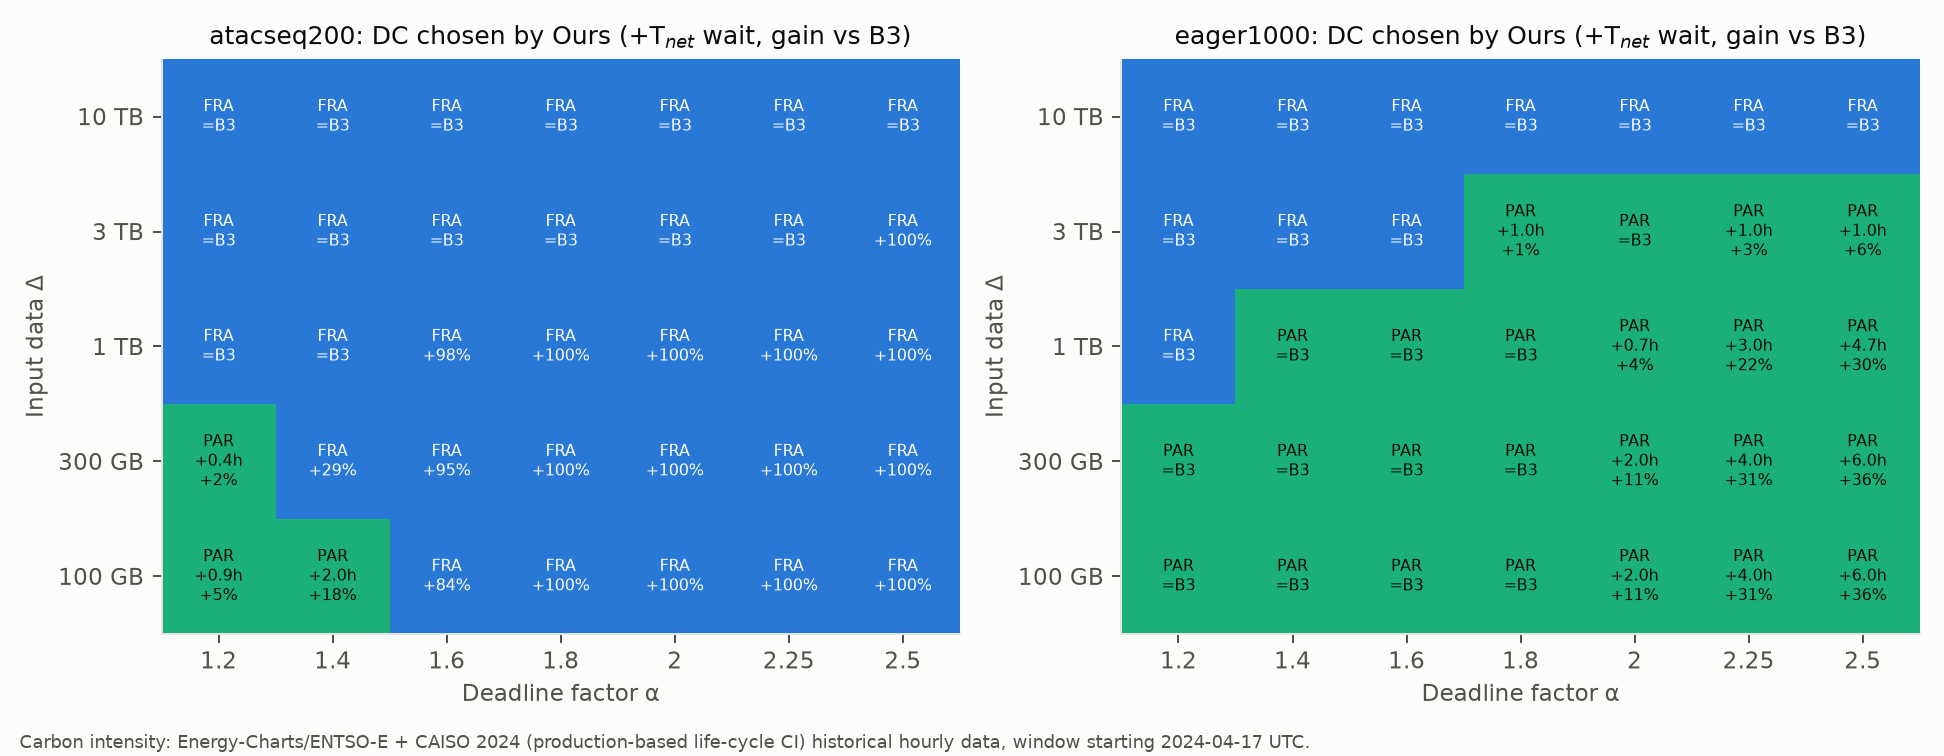 atacseq200: DC chosen by Ours (+Tnet wait, gain vs B3)
10 TB
FRA
=B3
FRA
=B3
FRA
=B3
FRA
=B3
FRA
=B3
FRA
=B3
FRA
=B3
3 TB
FRA
=B3
FRA
=B3
FRA
=B3
FRA
=B3
FRA
=B3
FRA
=B3
FRA
+100%
1 TB
FRA
=B3
FRA
=B3
FRA
+98%
FRA
+100%
FRA
+100%
FRA
+100%
FRA
+100%
300 GB
PAR
+0.4h
+2%
FRA
+29%
FRA
+95%
FRA
+100%
FRA
+100%
FRA
+100%
FRA
+100%
100 GB
PAR
+0.9h
+5%
PAR
+2.0h
+18%
FRA
+84%
FRA
+100%
FRA
+100%
FRA
+100%
FRA
+100%
Input data Δ
1.2 1.4 1.6 1.8 2 2.25 2.5
Deadline factor α
eager1000: DC chosen by Ours (+Tnet wait, gain vs B3)
10 TB
FRA
=B3
FRA
=B3
FRA
=B3
FRA
=B3
FRA
=B3
FRA
=B3
FRA
=B3
3 TB
FRA
=B3
FRA
=B3
FRA
=B3
PAR
+1.0h
+1%
PAR
=B3
PAR
+1.0h
+3%
PAR
+1.0h
+6%
1 TB
FRA
=B3
PAR
=B3
PAR
=B3
PAR
=B3
PAR
+0.7h
+4%
PAR
+3.0h
+22%
PAR
+4.7h
+30%
300 GB
PAR
=B3
PAR
=B3
PAR
=B3
PAR
=B3
PAR
+2.0h
+11%
PAR
+4.0h
+31%
PAR
+6.0h
+36%
100 GB
PAR
=B3
PAR
=B3
PAR
=B3
PAR
=B3
PAR
+2.0h
+11%
PAR
+4.0h
+31%
PAR
+6.0h
+36%
Input data Δ
1.2 1.4 1.6 1.8 2 2.25 2.5
Deadline factor α
Carbon intensity: Energy-Charts/ENTSO-E + CAISO 2024 (production-based life-cycle CI) historical hourly data, window starting 2024-04-17 UTC.